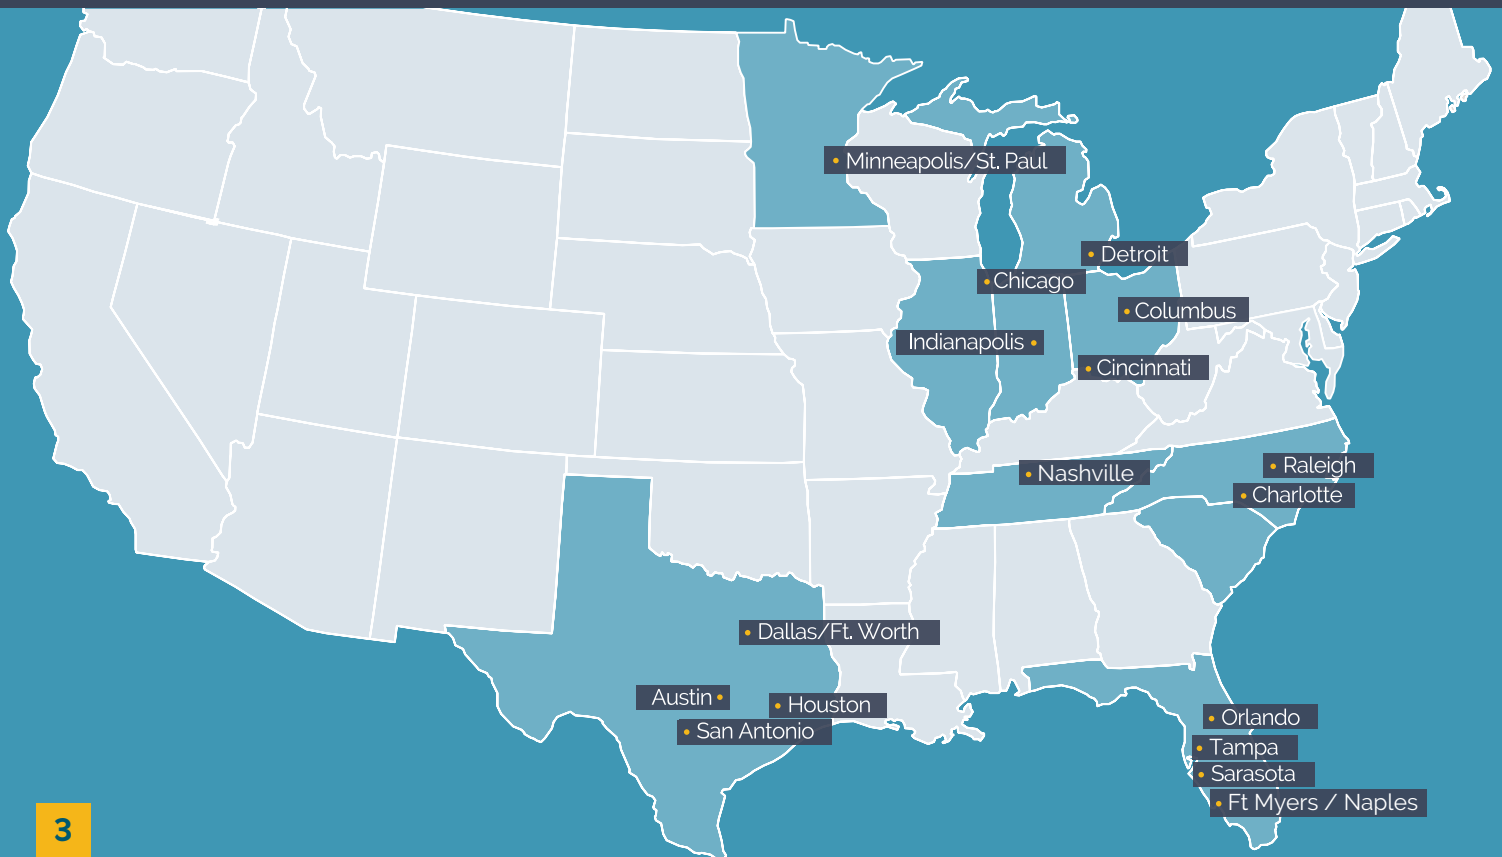 Minneapolis/St. Paul
Detroit
Chicago
Columbus
Indianapolis
Cincinnati
Raleigh
Nashville
Charlotte
Dallas/Ft. Worth
Austin
Houston
San Antonio
Orlando
Tampa
Sarasota
Ft Myers / Naples
3